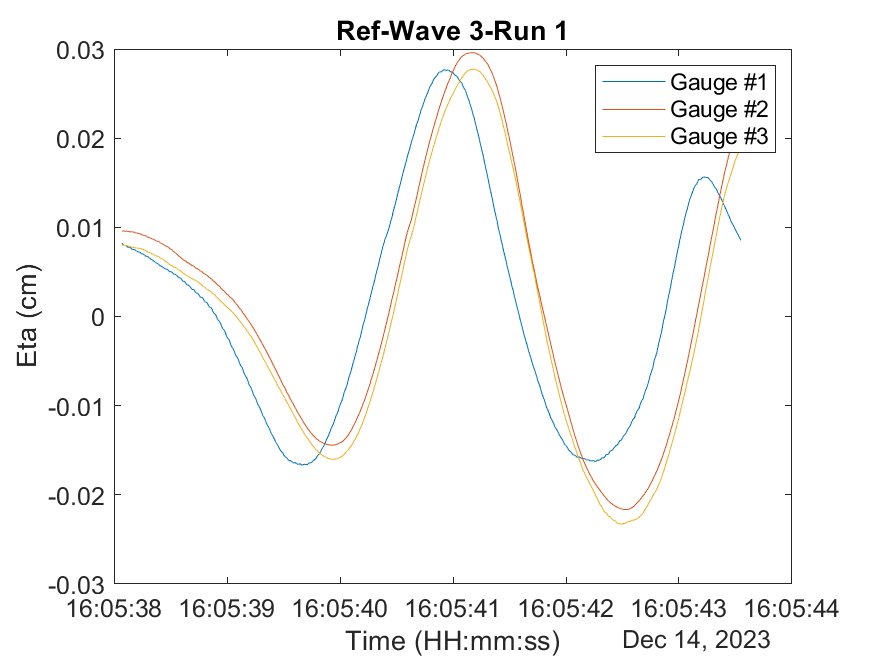 Ref-Wave 3-Run 1
0.03
0.02
0.01
0
-0.01
-0.02
-0.03
Eta (cm)
Gauge #1
Gauge #2
Gauge #3
16:05:38 16:05:39 16:05:40 16:05:41 16:05:42 16:05:43 16:05:44
Time (HH:mm:ss)
Dec 14, 2023